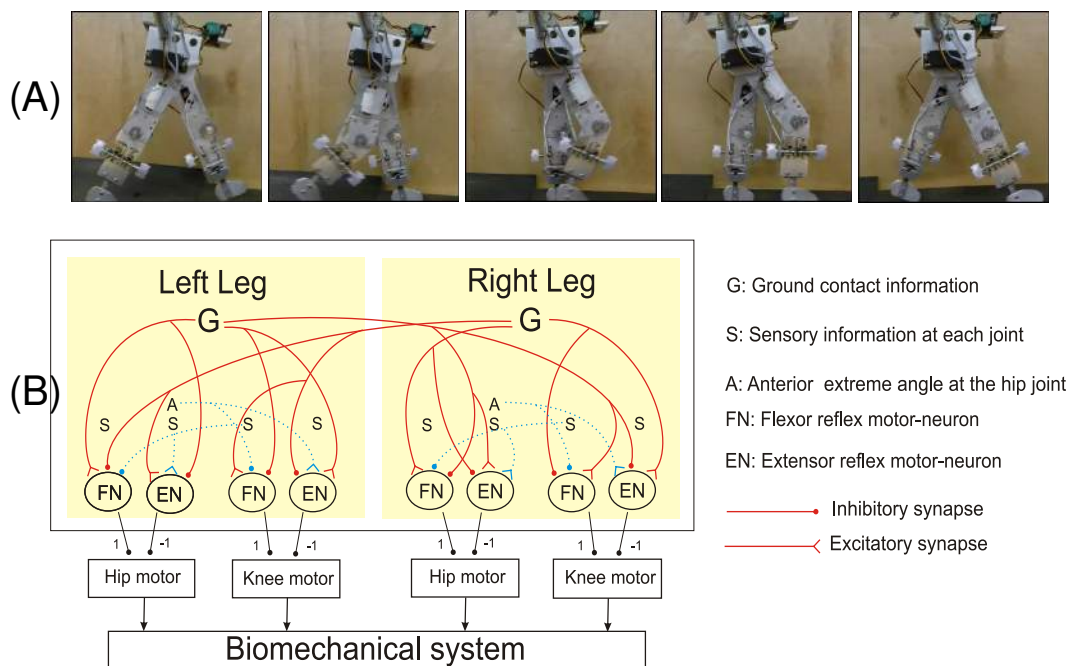 (A)
(B)
Left Leg Right Leg
G G
A A
S S S S S S S S
FN EN FN EN FN EN FN EN
1 -1 1 -1 1 -1 1 -1
Hip motor Knee motor Hip motor Knee motor
Biomechanical system
G: Ground contact information
S: Sensory information at each joint
A: Anterior extreme angle at the hip joint
FN: Flexor reflex motor-neuron
EN: Extensor reflex motor-neuron
Inhibitory synapse
Excitatory synapse